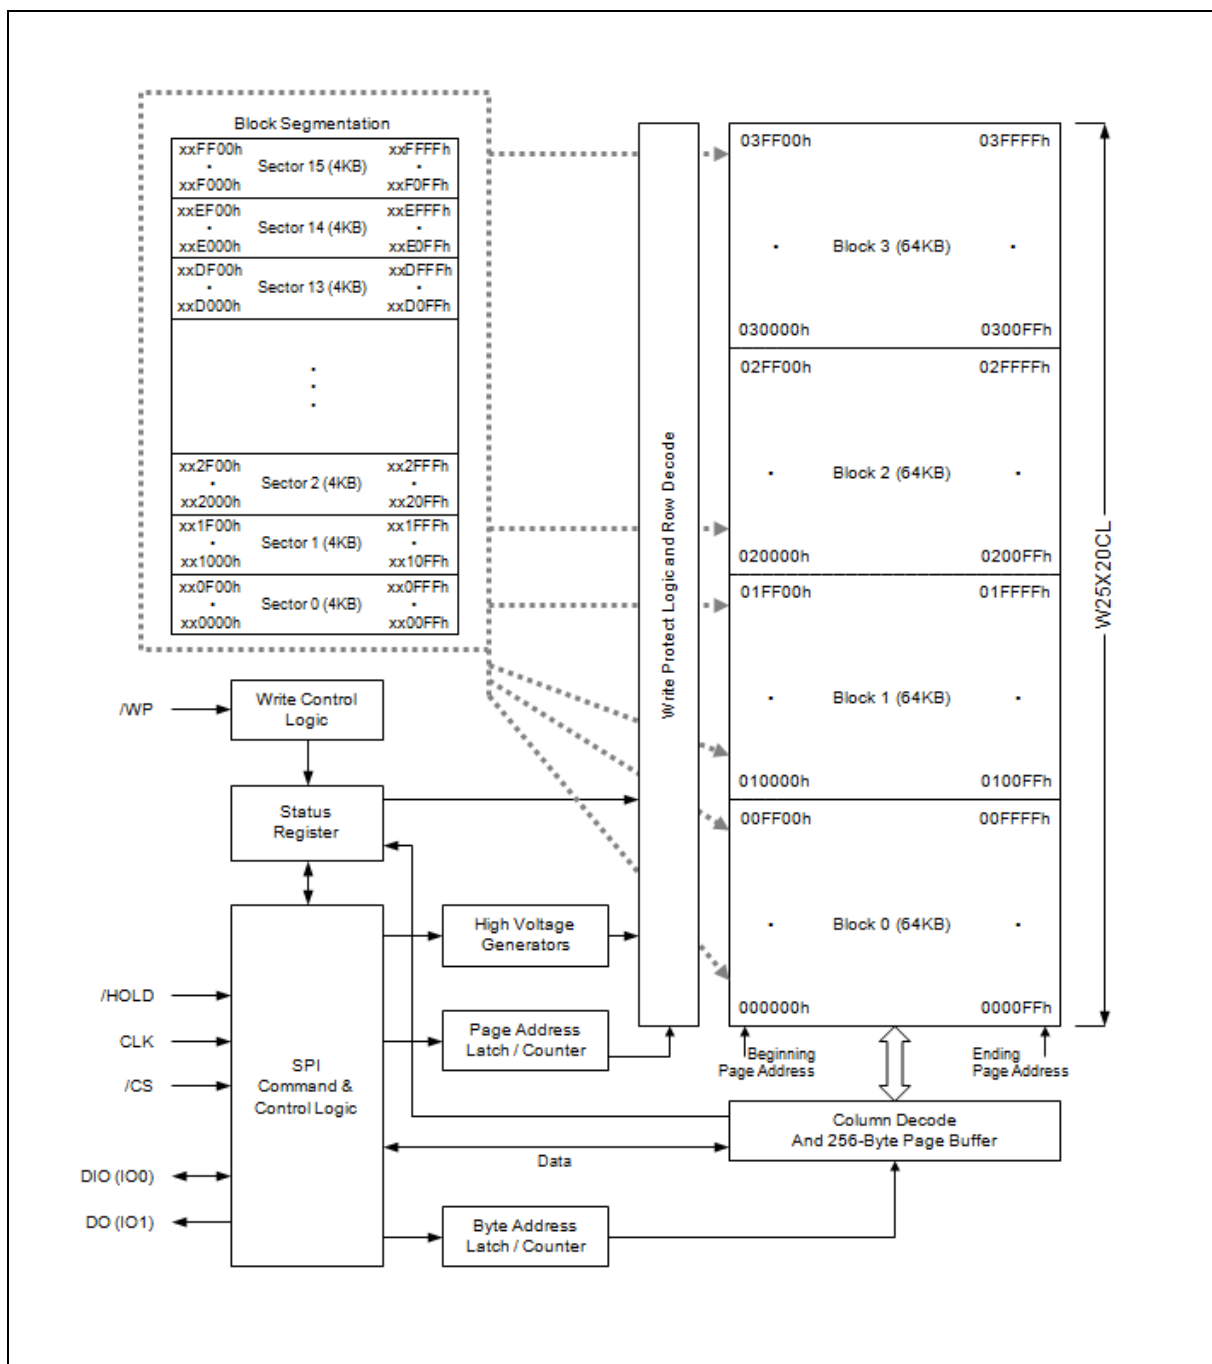 Block Segmentation
xxFF00h xxFFFFh
Sector 15 (4KB)
xxF000h xxF0FFh
xxEF00h xxEFFFh
Sector 14 (4KB)
xxE000h xxE0FFh
xxDF00h xxDFFFh
Sector 13 (4KB)
xxD000h xxD0FFh
xx2F00h xx2FFFh
Sector 2 (4KB)
xx2000h xx20FFh
xx1F00h xx1FFFh
Sector 1 (4KB)
xx1000h xx10FFh
xx0F00h xx0FFFh
Sector 0 (4KB)
xx0000h xx00FFh
Write Protect Logic and Row Decode
03FF00h 03FFFFh
Block 3 (64KB)
030000h 0300FFh
02FF00h 02FFFFh
Block 2 (64KB)
020000h 0200FFh
01FF00h 01FFFFh
Block 1 (64KB)
010000h 0100FFh
00FF00h 00FFFFh
Block 0 (64KB)
000000h 0000FFh
W25X20CL
Beginning
Page Address
Ending
Page Address
/WP
Write Control
Logic
Status
Register
High Voltage
Generators
/HOLD
CLK
/CS
Page Address
Latch / Counter
SPI
Command &
Control Logic
Column Decode
And 256-Byte Page Buffer
Data
DIO (IO0)
DO (IO1)
Byte Address
Latch / Counter